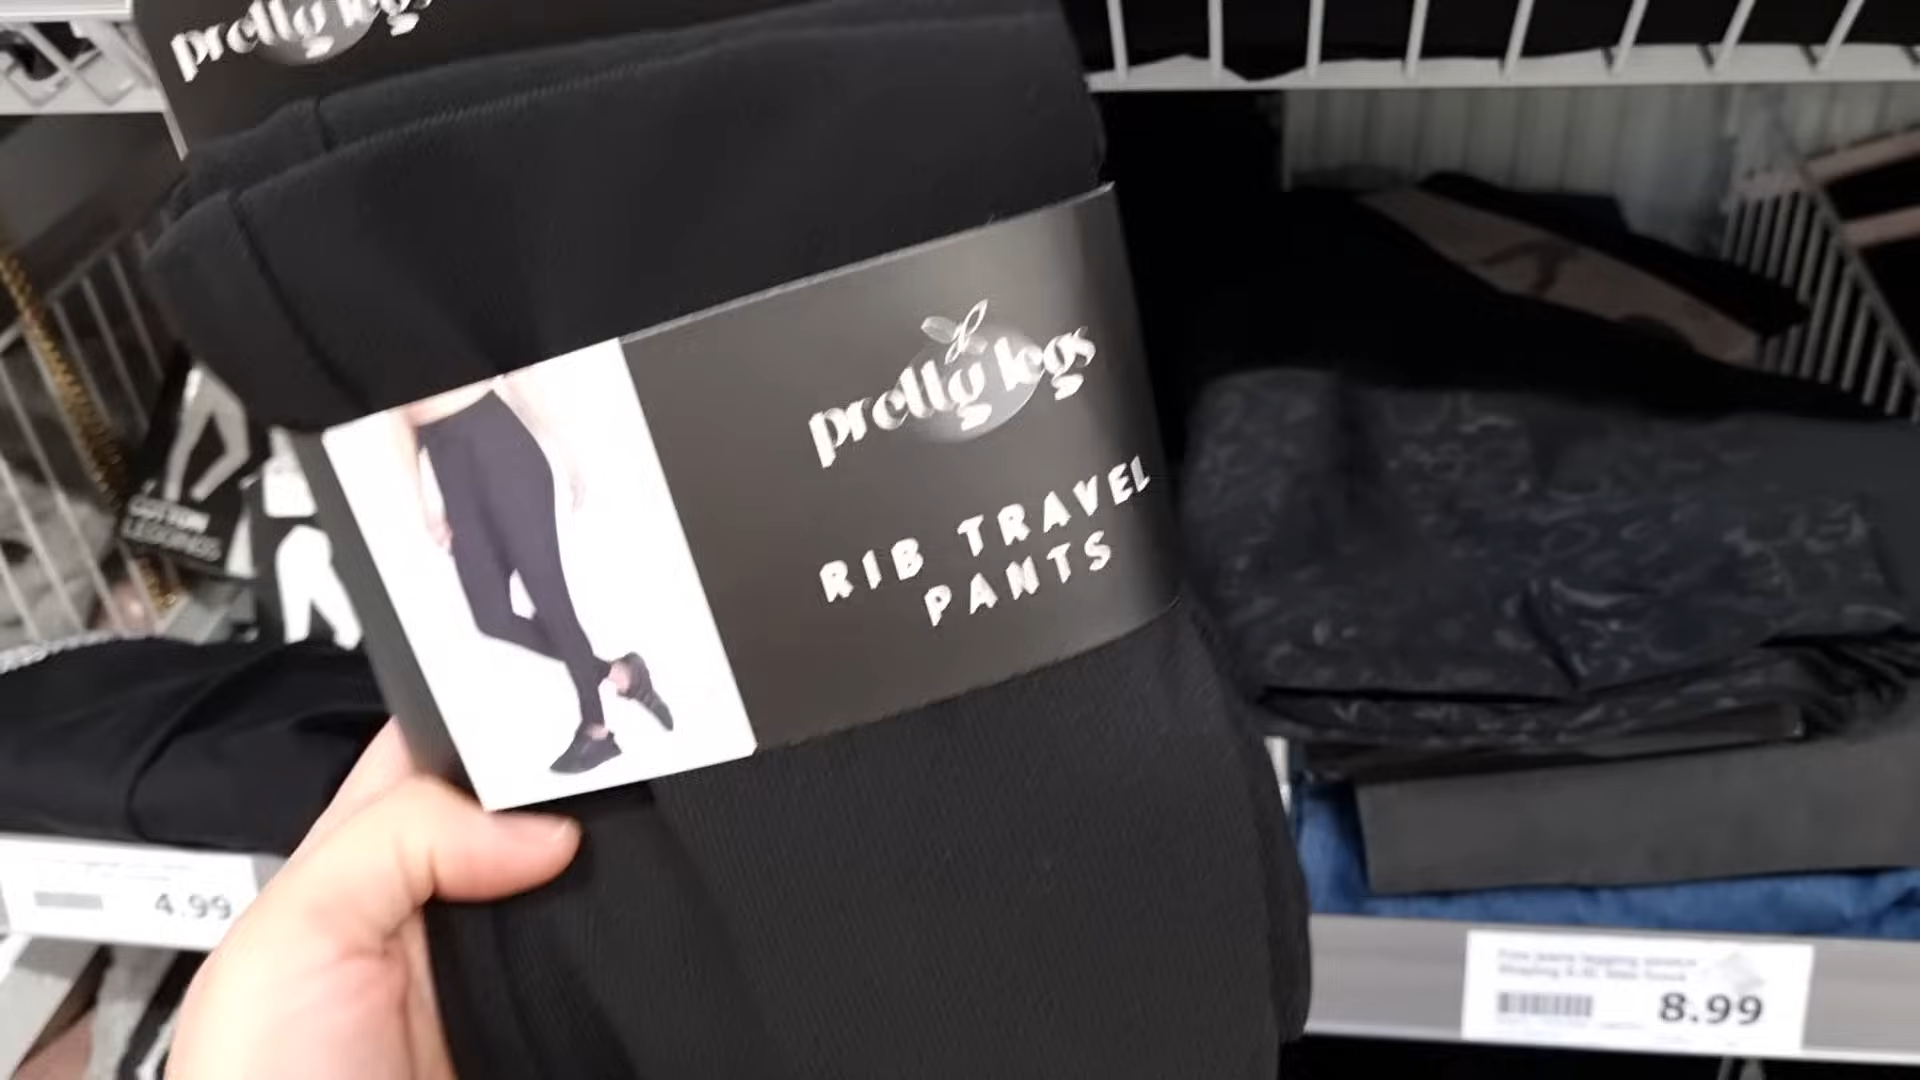 pretty legs
pretty legs
RIB TRAVEL
PANTS
COTTON
LEGGINGS
4.99
8.99